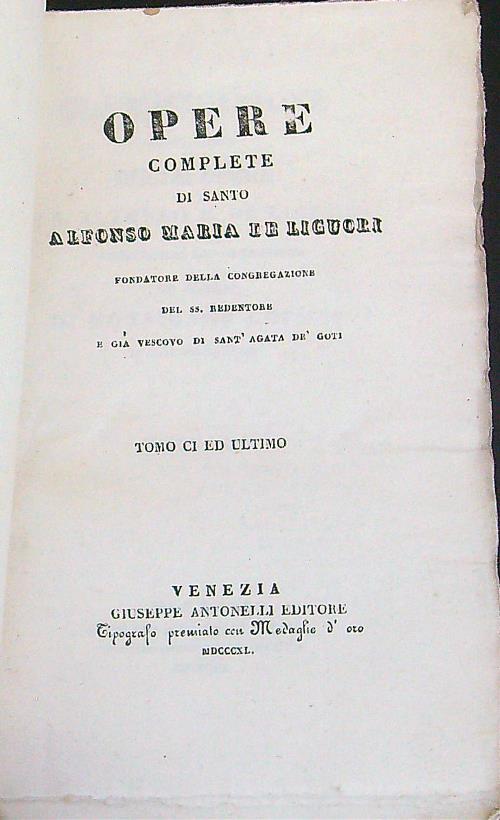 OPERE
COMPLETE
DI SANTO
ALFONSO MARIA DE LIGUORI
FONDATORE DELLA CONGREGAZIONE
DEL SS. REDENTORE
E GIÀ VESCOVO DI SANT' AGATA DE' GOTI
TOMO CI ED ULTIMO
VENEZIA
GIUSEPPE ANTONELLI EDITORE
Tipografo premiato con Medaglie d' oro
MDCCCXL.